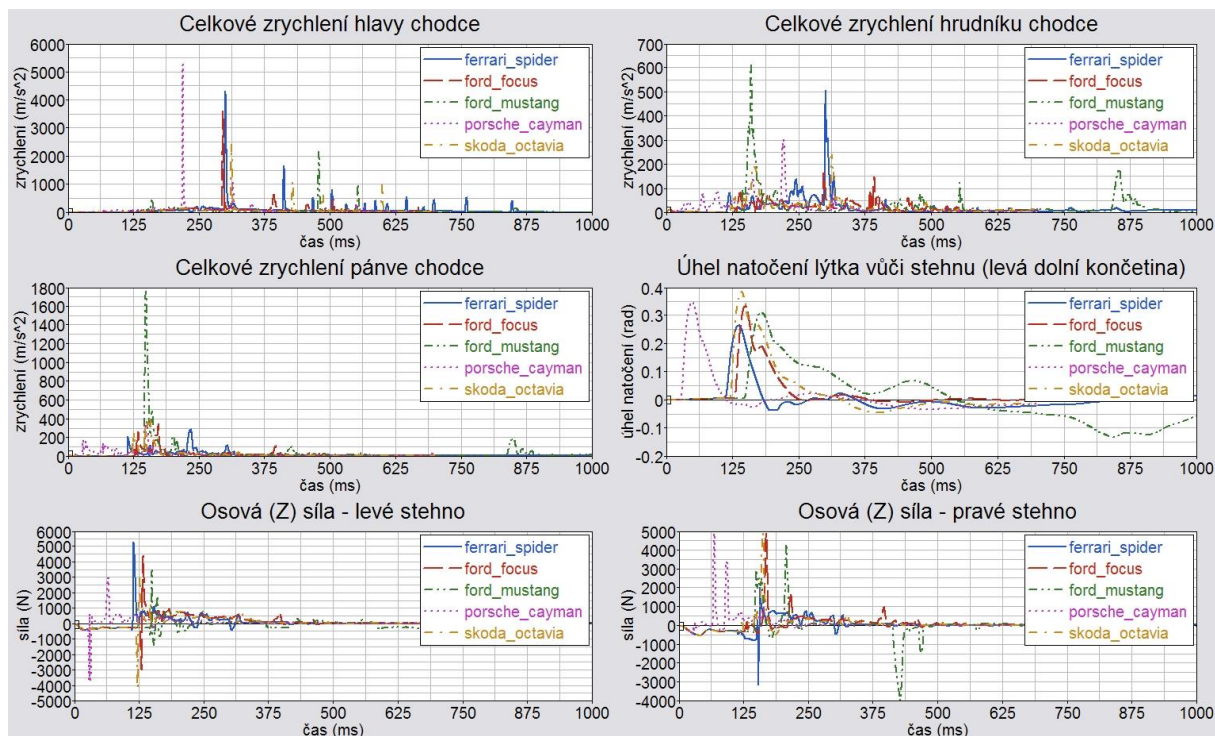 Celkové zrychlení hlavy chodce
zrychlení (m/s^2)
6000
5000
4000
3000
2000
1000
0
ferrari_spider
ford_focus
ford_mustang
porsche_cayman
skoda_octavia
0 125 250 375 500 625 750 875 1000
čas (ms)
Celkové zrychlení hrudníku chodce
zrychlení (m/s^2)
700
600
500
400
300
200
100
0
ferrari_spider
ford_focus
ford_mustang
porsche_cayman
skoda_octavia
0 125 250 375 500 625 750 875 1000
čas (ms)
Celkové zrychlení pánve chodce
zrychlení (m/s^2)
1800
1600
1400
1200
1000
800
600
400
200
0
ferrari_spider
ford_focus
ford_mustang
porsche_cayman
skoda_octavia
0 125 250 375 500 625 750 875 1000
čas (ms)
Úhel natočení lýtka vůči stehnu (levá dolní končetina)
úhel natočení (rad)
0.4
0.3
0.2
0.1
0
-0.1
-0.2
ferrari_spider
ford_focus
ford_mustang
porsche_cayman
skoda_octavia
0 125 250 375 500 625 750 875 1000
čas (ms)
Osová (Z) síla - levé stehno
síla (N)
6000
5000
4000
3000
2000
1000
0
-1000
-2000
-3000
-4000
-5000
ferrari_spider
ford_focus
ford_mustang
porsche_cayman
skoda_octavia
0 125 250 375 500 625 750 875 1000
čas (ms)
Osová (Z) síla - pravé stehno
síla (N)
5000
4000
3000
2000
1000
0
-1000
-2000
-3000
-4000
ferrari_spider
ford_focus
ford_mustang
porsche_cayman
skoda_octavia
0 125 250 375 500 625 750 875 1000
čas (ms)